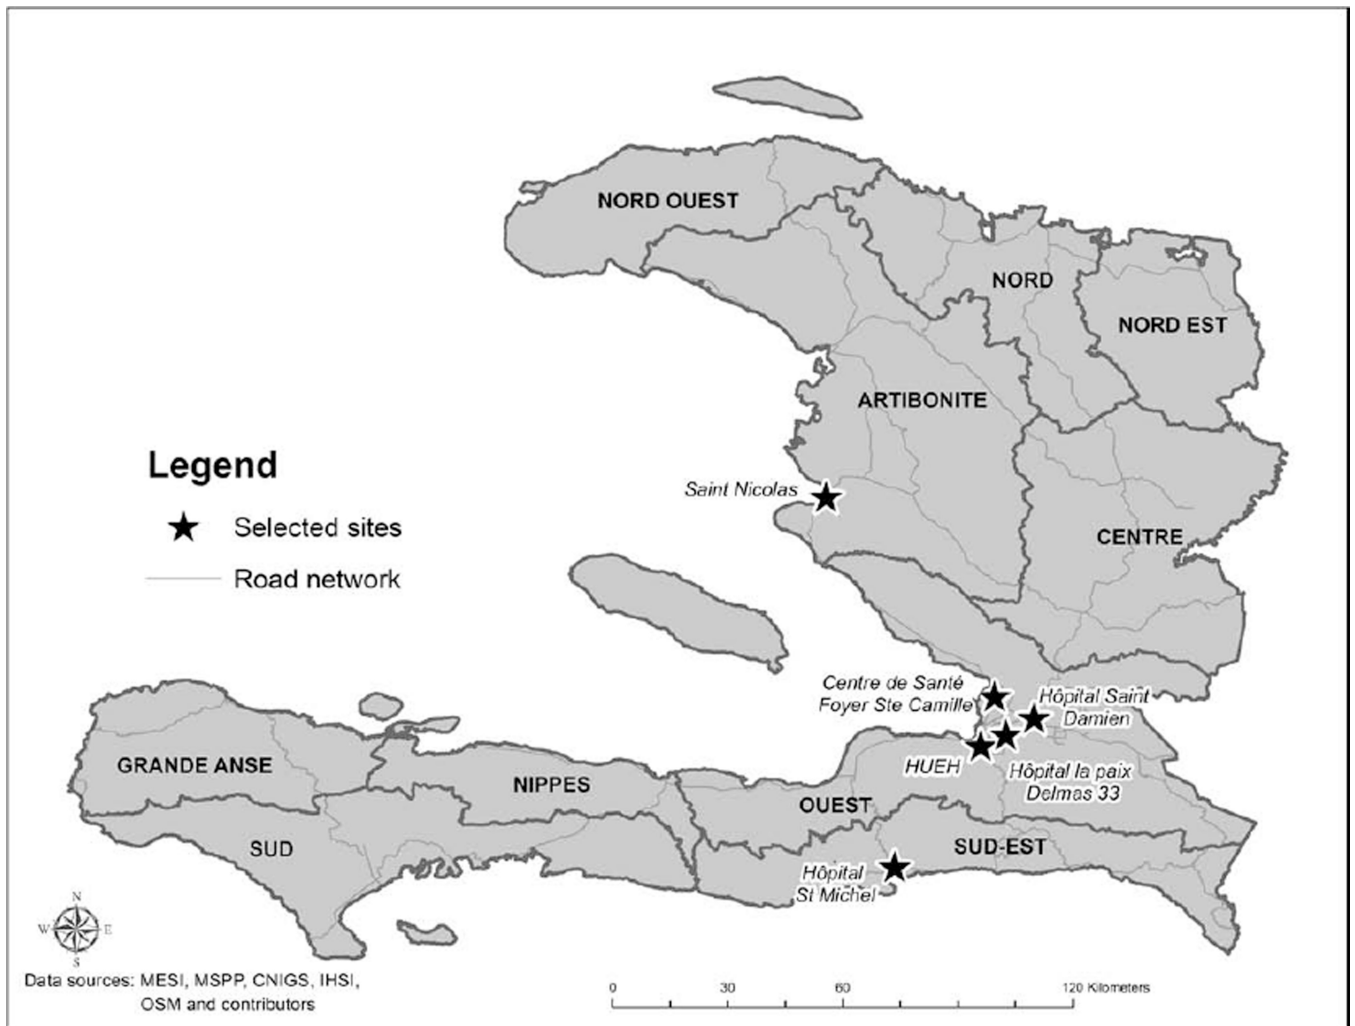 NORD OUEST
NORD
NORD EST
ARTIBONITE
Legend
Saint Nicolas
Selected sites
CENTRE
Road network
Centre de Santé
Foyer Ste Camille
Hôpital Saint
Damien
GRANDE ANSE
HUEH
Hôpital la paix
Delmas 33
NIPPES
OUEST
SUD
SUD-EST
Hôpital
St Michel
N
W E
S
Data sources: MESI, MSPP, CNIGS, IHSI,
OSM and contributors
0 30 60 120 Kilometers